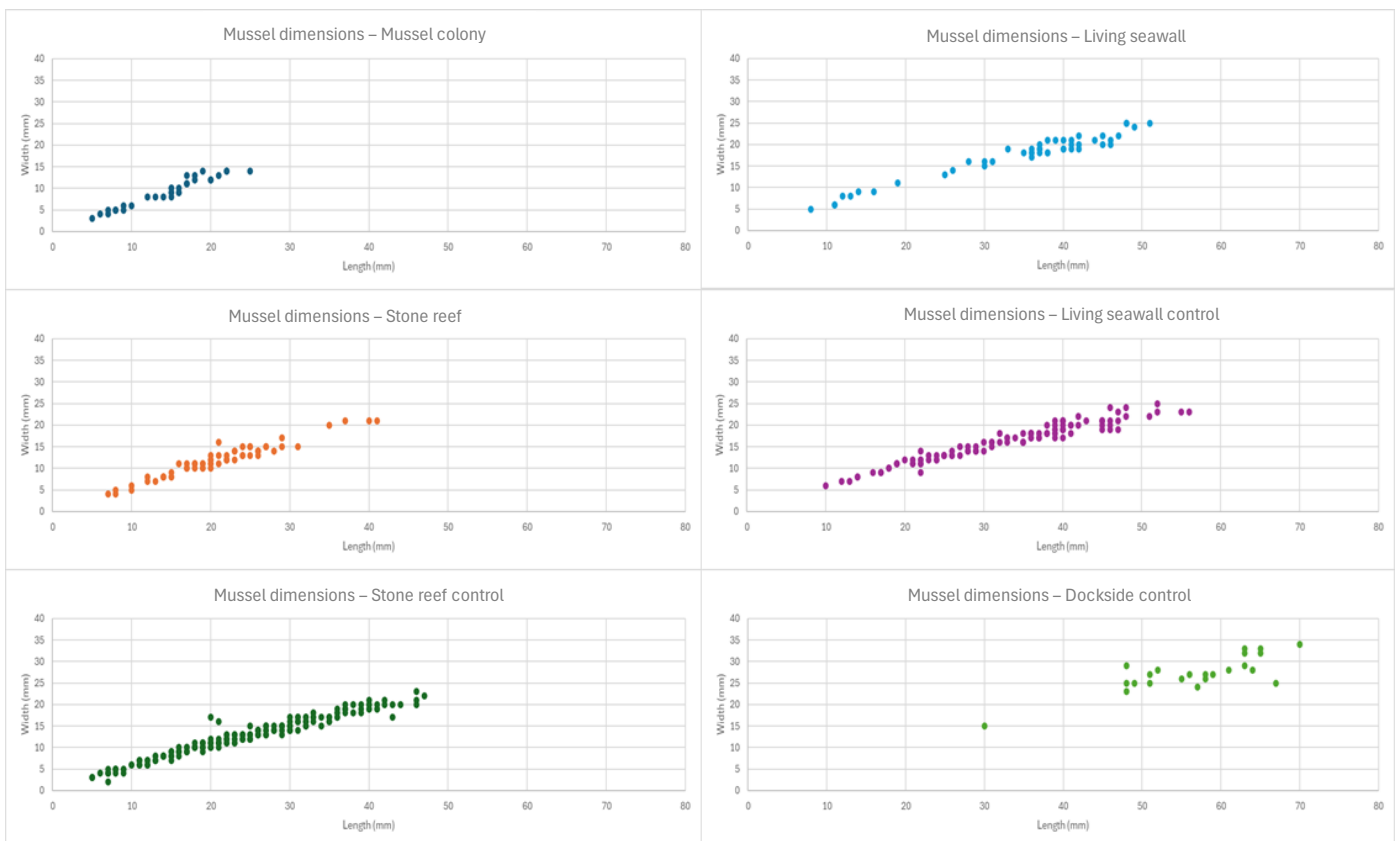 Mussel dimensions – Mussel colony
40
35
30
25
20
15
10
5
0
Width (mm)
0 10 20 30 40 50 60 70 80
Length (mm)
Mussel dimensions – Living seawall
40
35
30
25
20
15
10
5
0
Width (mm)
0 10 20 30 40 50 60 70 80
Length (mm)
Mussel dimensions – Stone reef
40
35
30
25
20
15
10
5
0
Width (mm)
0 10 20 30 40 50 60 70 80
Length (mm)
Mussel dimensions – Living seawall control
40
35
30
25
20
15
10
5
0
Width (mm)
0 10 20 30 40 50 60 70 80
Length (mm)
Mussel dimensions – Stone reef control
40
35
30
25
20
15
10
5
0
Width (mm)
0 10 20 30 40 50 60 70 80
Length (mm)
Mussel dimensions – Dockside control
40
35
30
25
20
15
10
5
0
Width (mm)
0 10 20 30 40 50 60 70 80
Length (mm)